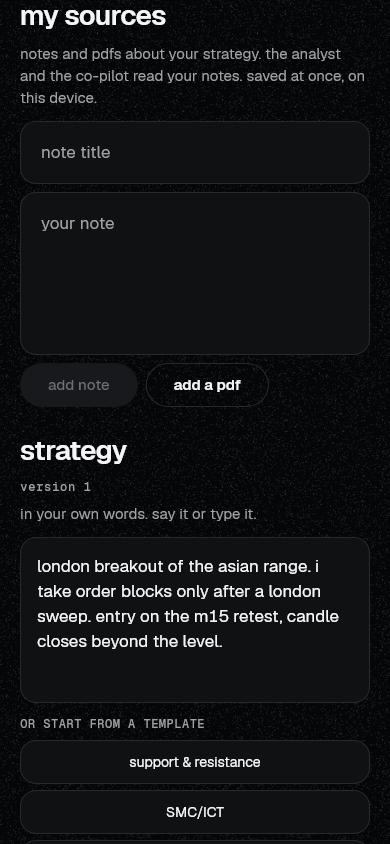 my sources
notes and pdfs about your strategy. the analyst
and the co-pilot read your notes. saved at once, on
this device.
note title
your note
add note
add a pdf
strategy
version 1
in your own words. say it or type it.
london breakout of the asian range. i
take order blocks only after a london
sweep. entry on the m15 retest, candle
closes beyond the level.
OR START FROM A TEMPLATE
support & resistance
SMC/ICT